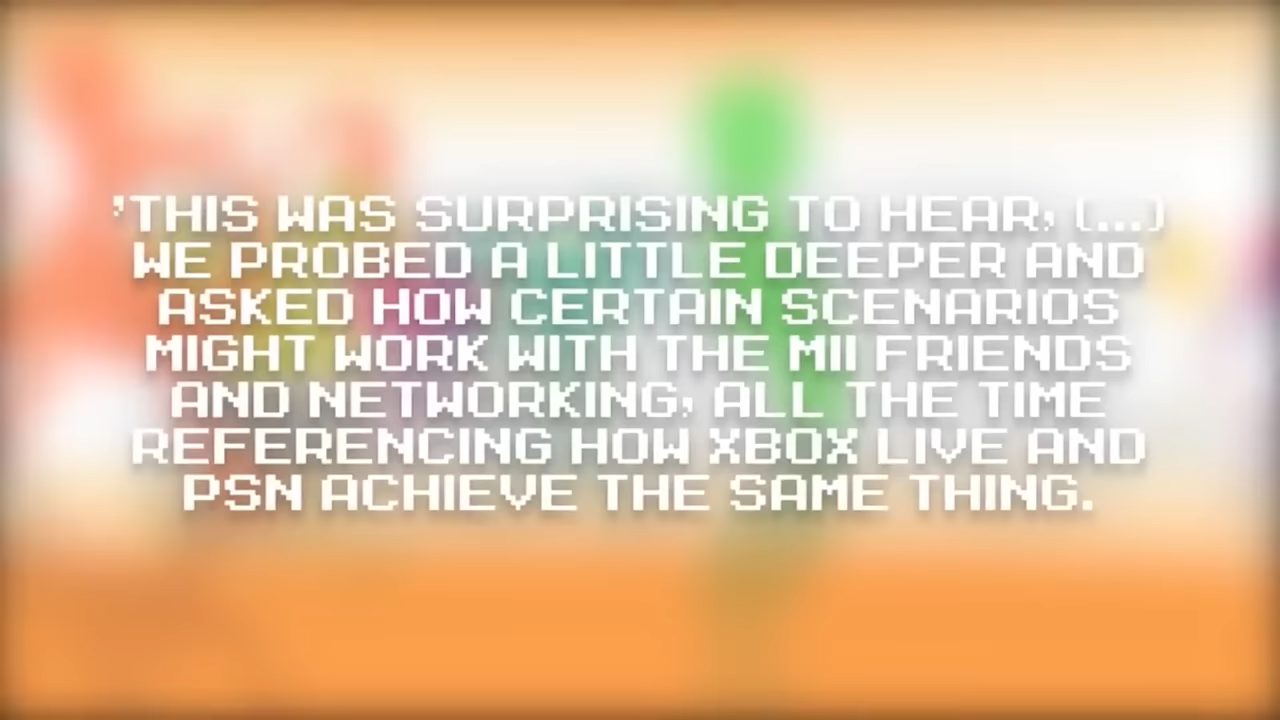 'THIS WAS SURPRISING TO HEAR, (...)
WE PROBED A LITTLE DEEPER AND
ASKED HOW CERTAIN SCENARIOS
MIGHT WORK WITH THE MII FRIENDS
AND NETWORKING, ALL THE TIME
REFERENCING HOW XBOX LIVE AND
PSN ACHIEVE THE SAME THING.